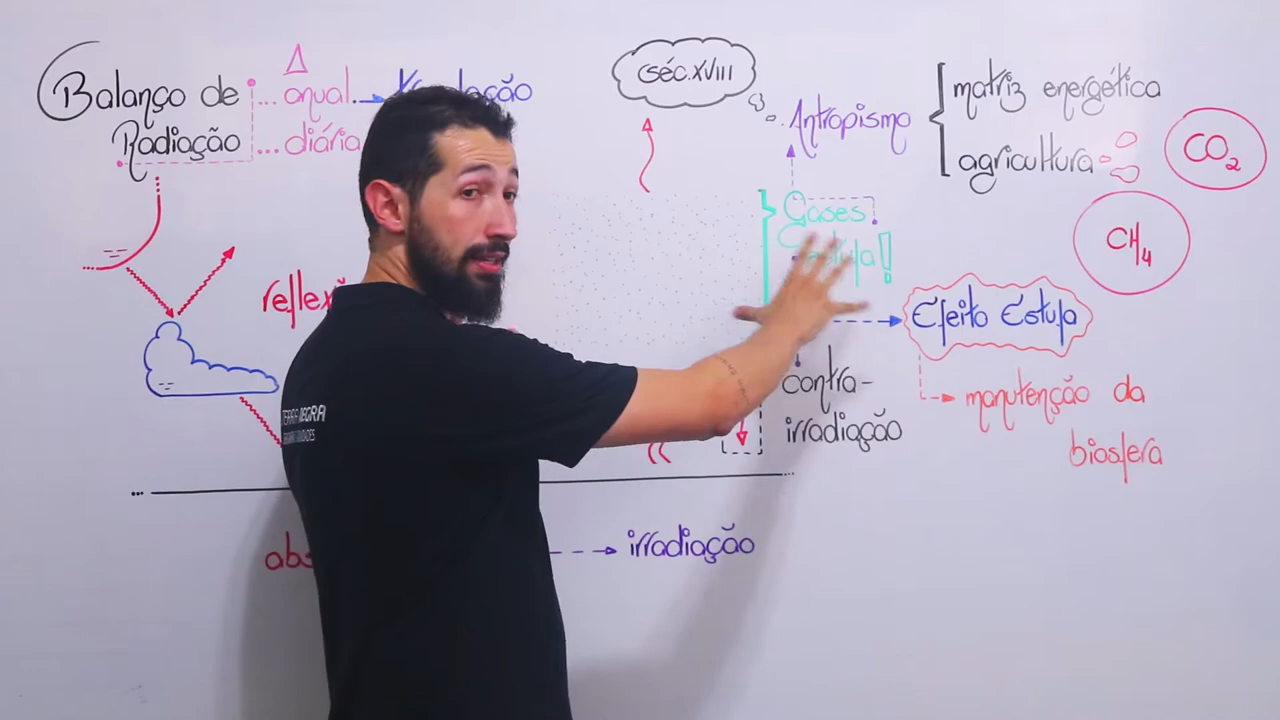 Balanço de
Radiação
Δ
... anual
... diária
séc. XVIII
Antropismo
matriz energética
agricultura
CO2
CH4
Gases
Efeito Estufa
manutenção da
biosfera
contra-
irradiação
irradiação